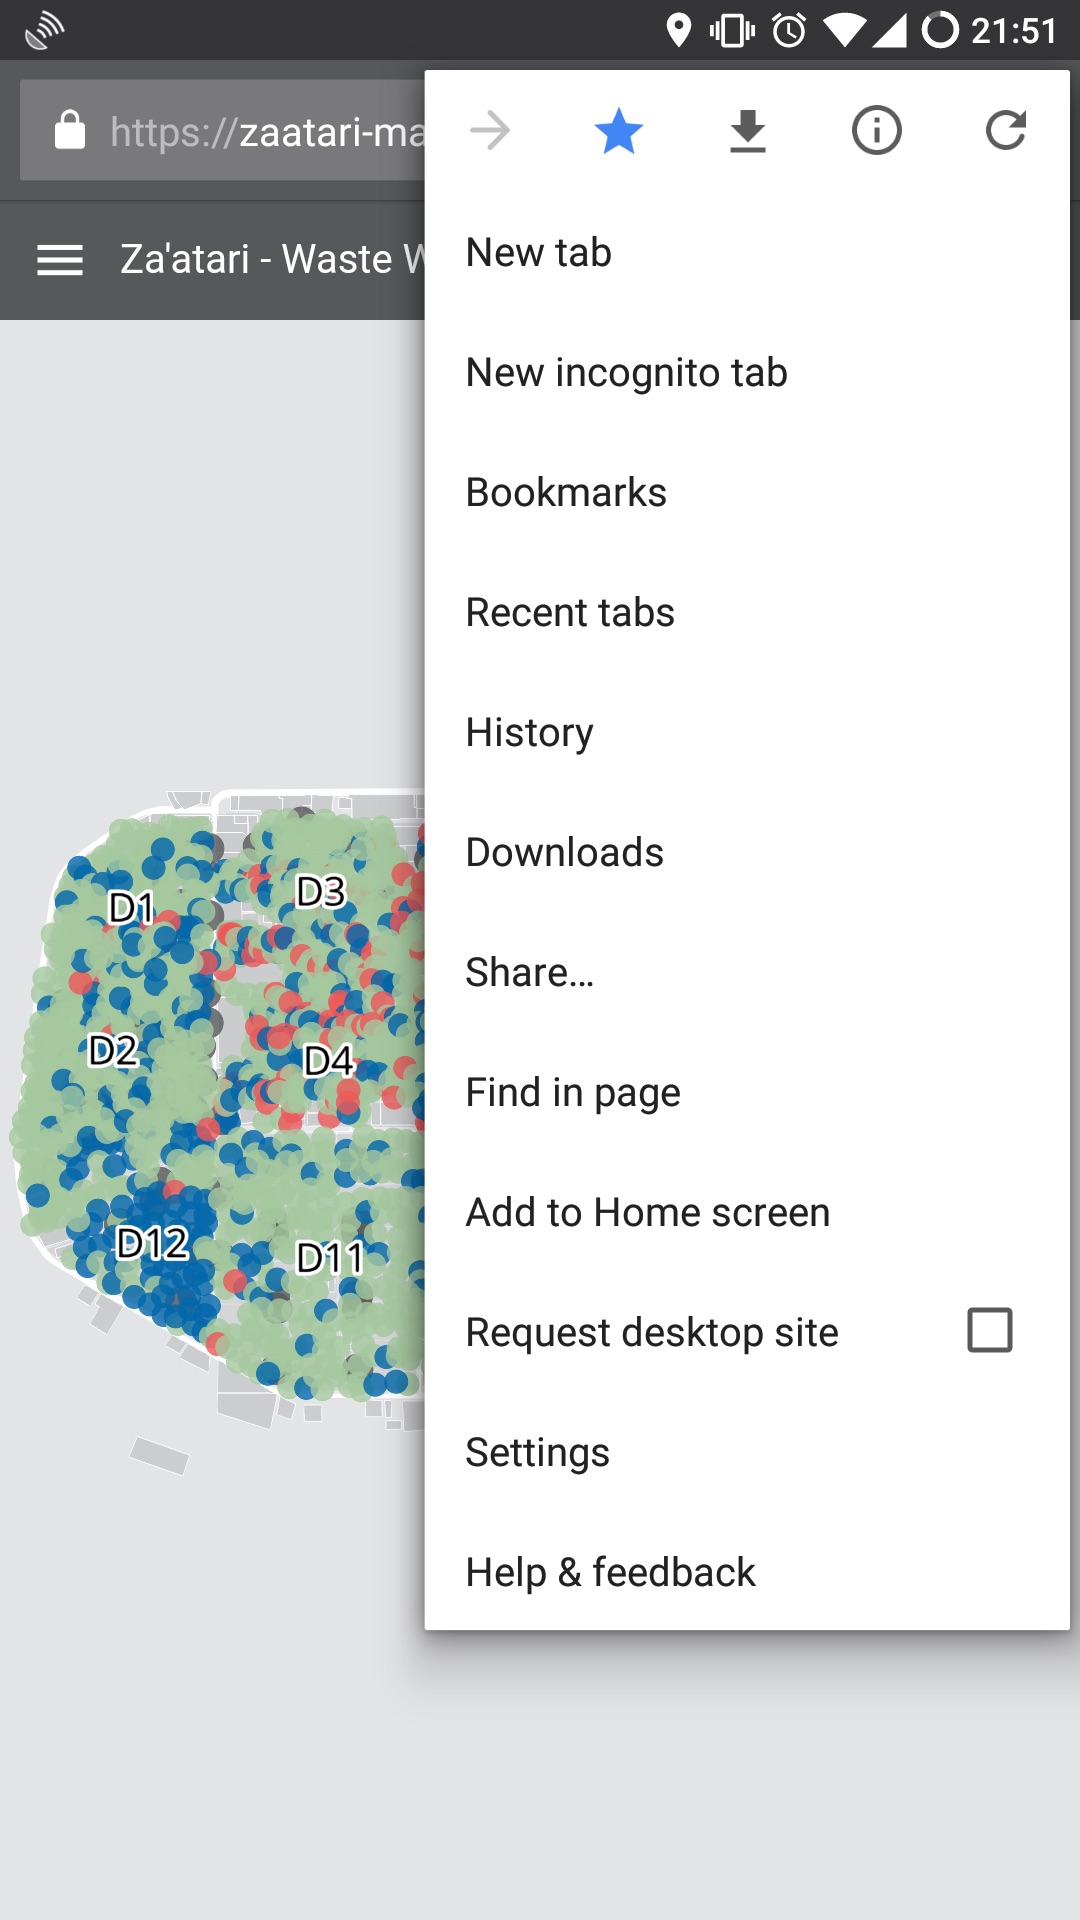 21:51
https://zaatari-ma
Za'atari - Waste W
New tab
New incognito tab
Bookmarks
Recent tabs
History
Downloads
Share...
Find in page
Add to Home screen
Request desktop site
Settings
Help & feedback
D1
D3
D2
D4
D12
D11